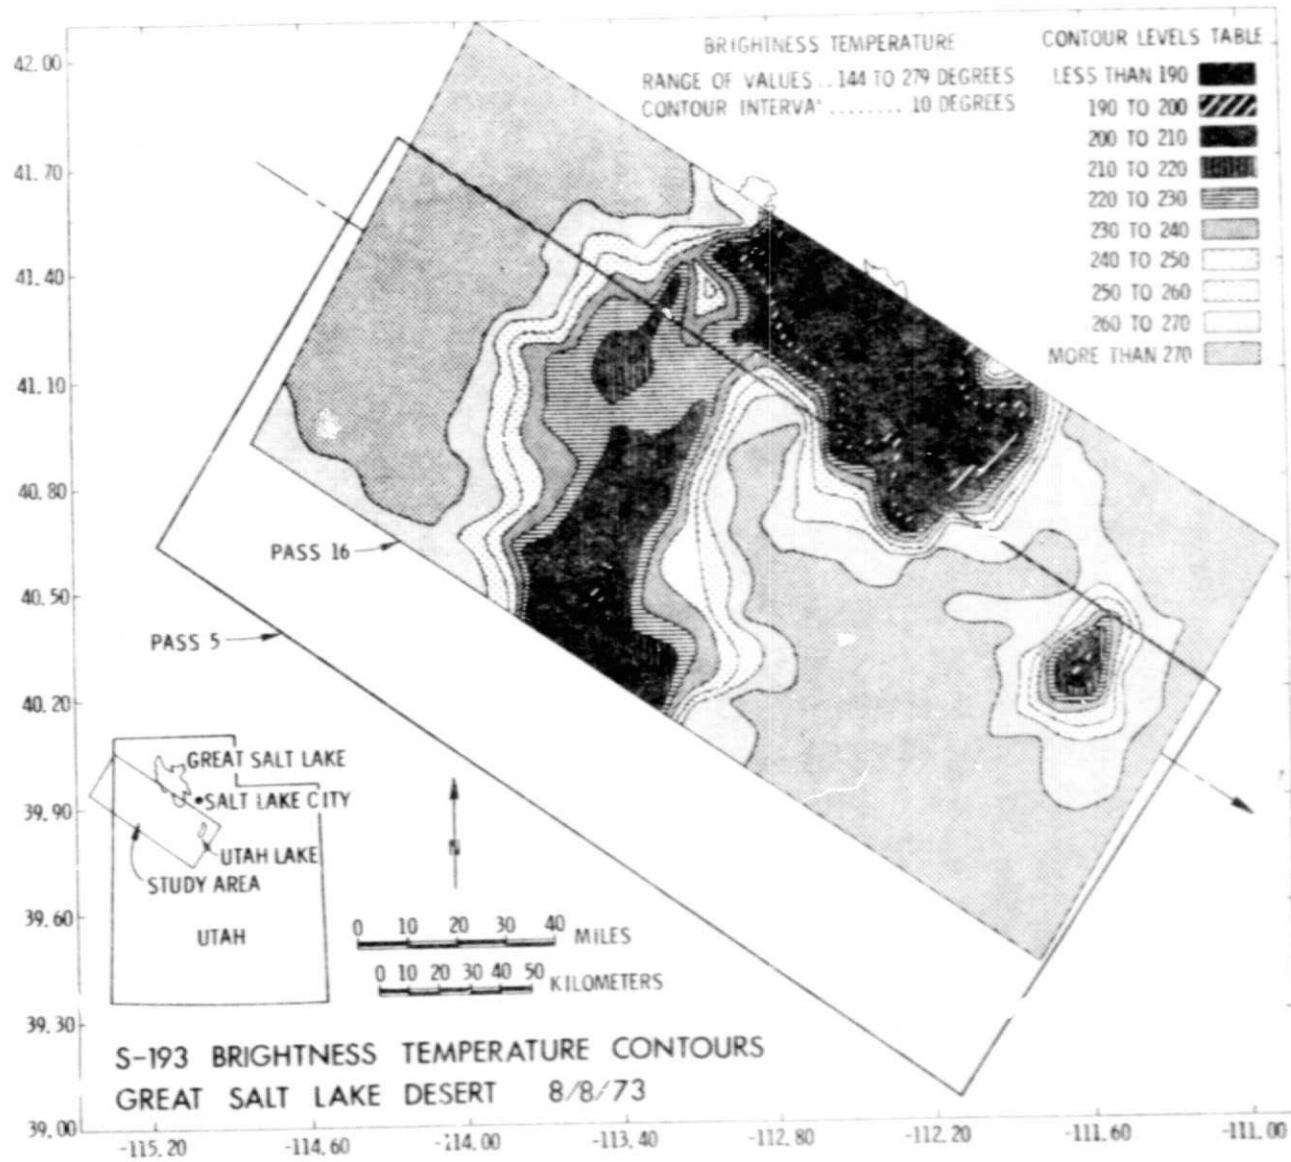 BRIGHTNESS TEMPERATURE
RANGE OF VALUES . . 144 TO 279 DEGREES
CONTOUR INTERVA' . . . . . . . . 10 DEGREES
CONTOUR LEVELS TABLE
LESS THAN 190
190 TO 200
200 TO 210
210 TO 220
220 TO 230
230 TO 240
240 TO 250
250 TO 260
260 TO 270
MORE THAN 270
42.00
41.70
41.40
41.10
40.80
40.50
40.20
39.90
39.60
39.30
39.00
PASS 16
PASS 5
GREAT SALT LAKE
SALT LAKE CITY
UTAH LAKE
STUDY AREA
UTAH
N
0 10 20 30 40 MILES
0 10 20 30 40 50 KILOMETERS
S-193 BRIGHTNESS TEMPERATURE CONTOURS
GREAT SALT LAKE DESERT 8/8/73
-115.20 -114.60 -114.00 -113.40 -112.80 -112.20 -111.60 -111.00